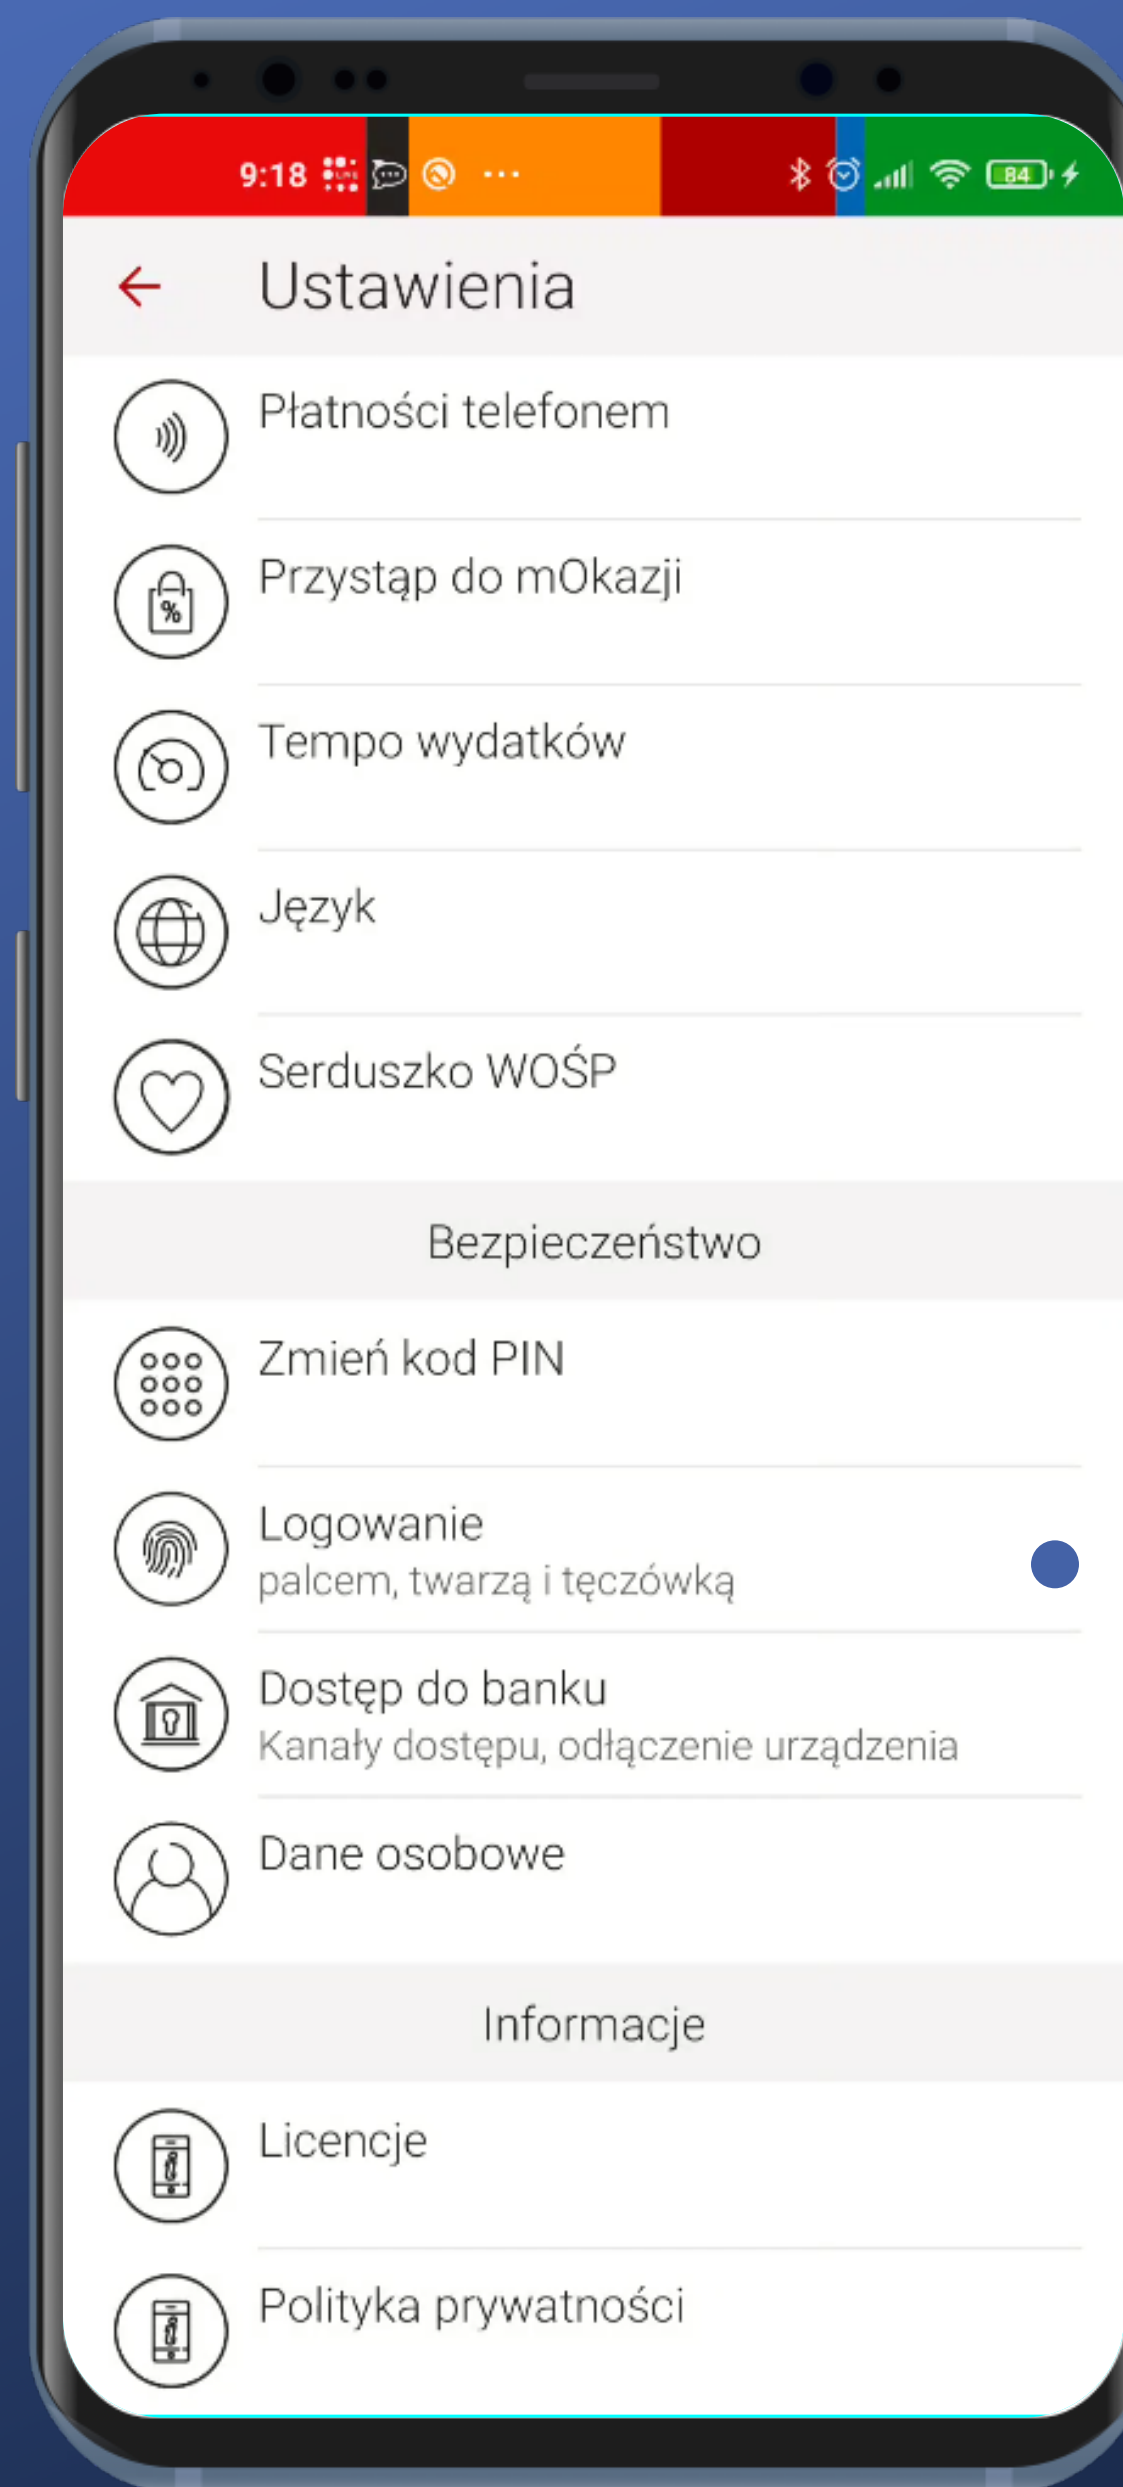 9:18 LIVE ... 84
Ustawienia
Płatności telefonem
Przystąp do mOkazji
%
Tempo wydatków
Język
Serduszko WOŚP
Bezpieczeństwo
Zmień kod PIN
Logowanie
palcem, twarzą i tęczówką
Dostęp do banku
Kanały dostępu, odłączenie urządzenia
Dane osobowe
Informacje
Licencje
Polityka prywatności